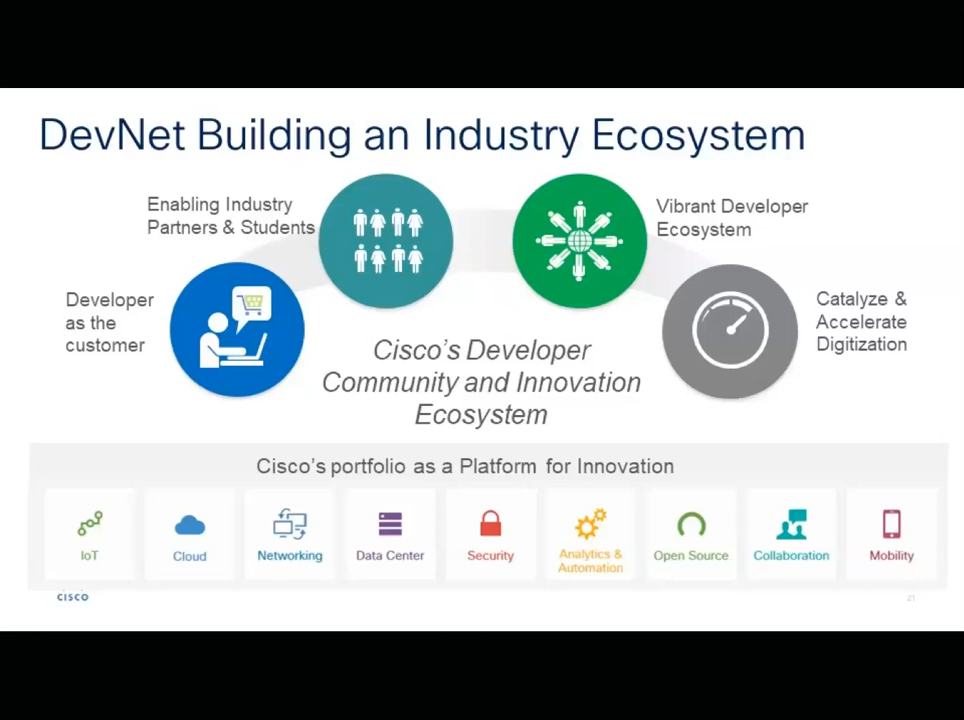 DevNet Building an Industry Ecosystem
Enabling Industry
Partners & Students
Vibrant Developer
Ecosystem
Developer
as the
customer
Catalyze &
Accelerate
Digitization
Cisco's Developer
Community and Innovation
Ecosystem
Cisco's portfolio as a Platform for Innovation
IoT
Cloud
Networking
Data Center
Security
Analytics &
Automation
Open Source
Collaboration
Mobility
CISCO
21